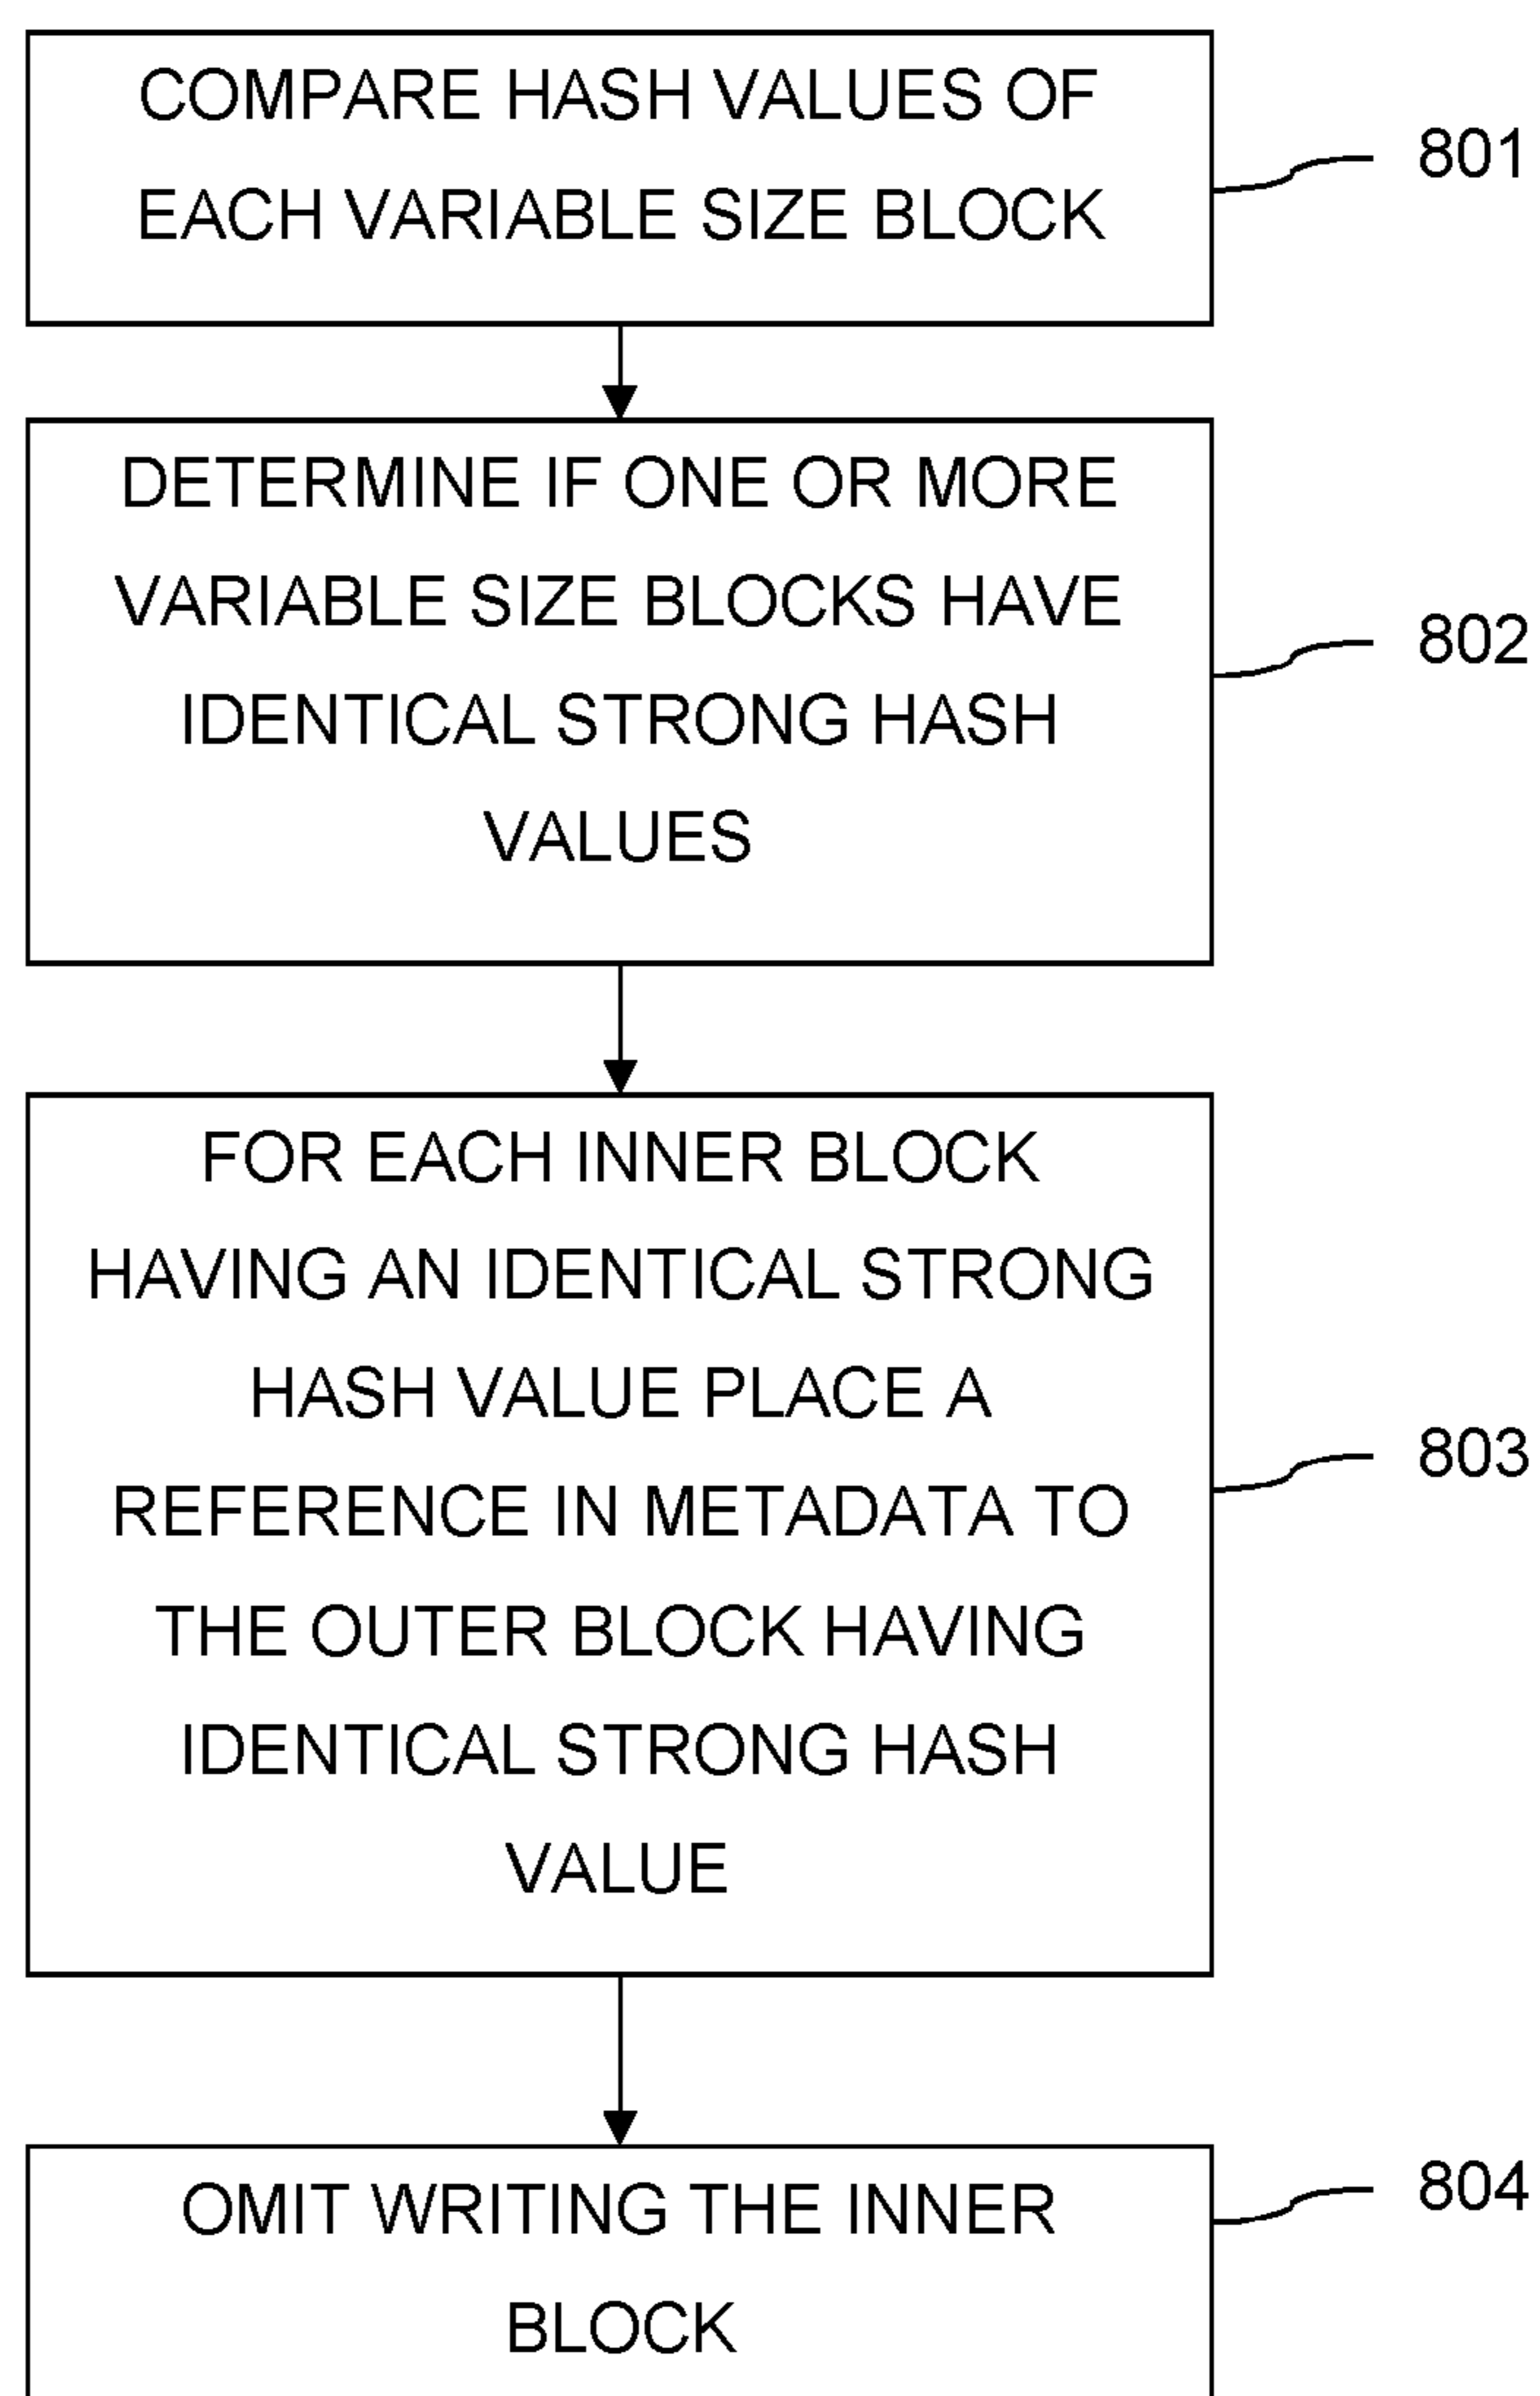 COMPARE HASH VALUES OF
EACH VARIABLE SIZE BLOCK
801
DETERMINE IF ONE OR MORE
VARIABLE SIZE BLOCKS HAVE
IDENTICAL STRONG HASH
VALUES
802
FOR EACH INNER BLOCK
HAVING AN IDENTICAL STRONG
HASH VALUE PLACE A
REFERENCE IN METADATA TO
THE OUTER BLOCK HAVING
IDENTICAL STRONG HASH
VALUE
803
OMIT WRITING THE INNER
BLOCK
804